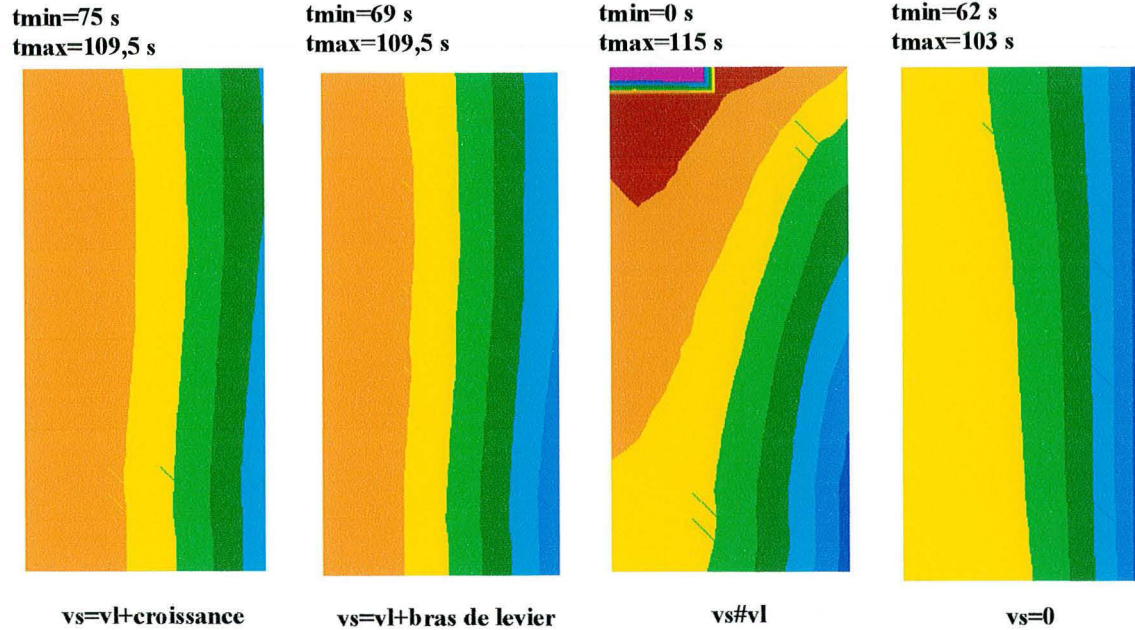 tmin=75 s
tmax=109,5 s
tmin=69 s
tmax=109,5 s
tmin=0 s
tmax=115 s
tmin=62 s
tmax=103 s
vs=vl+croissance
vs=vl+bras de levier
vs#vl
vs=0